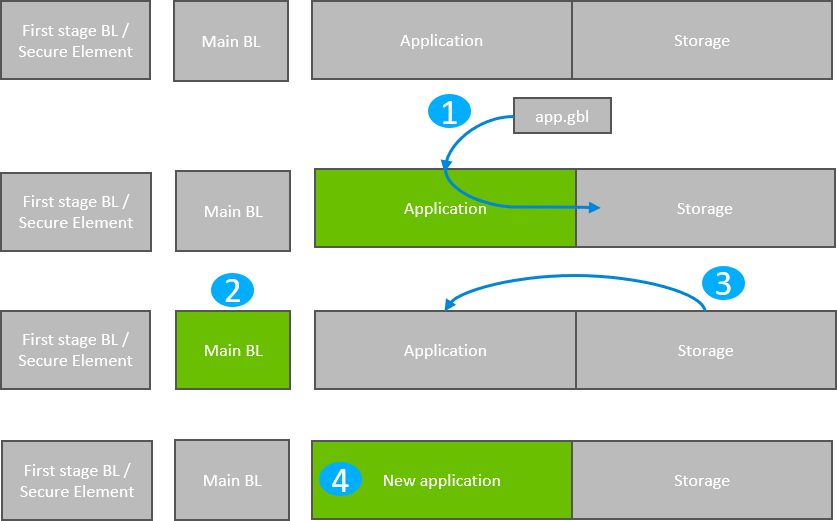 First stage BL /
Secure Element
Main BL
Application
Storage
1
app.gbl
First stage BL /
Secure Element
Main BL
Application
Storage
2
3
First stage BL /
Secure Element
Main BL
Application
Storage
First stage BL /
Secure Element
Main BL
4
New application
Storage